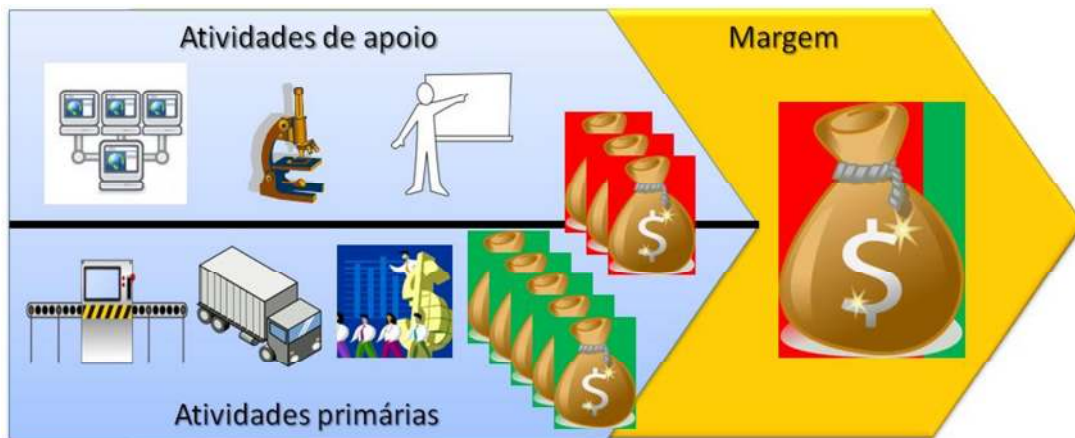 Atividades de apoio
Margem
$
$
$
Atividades primárias